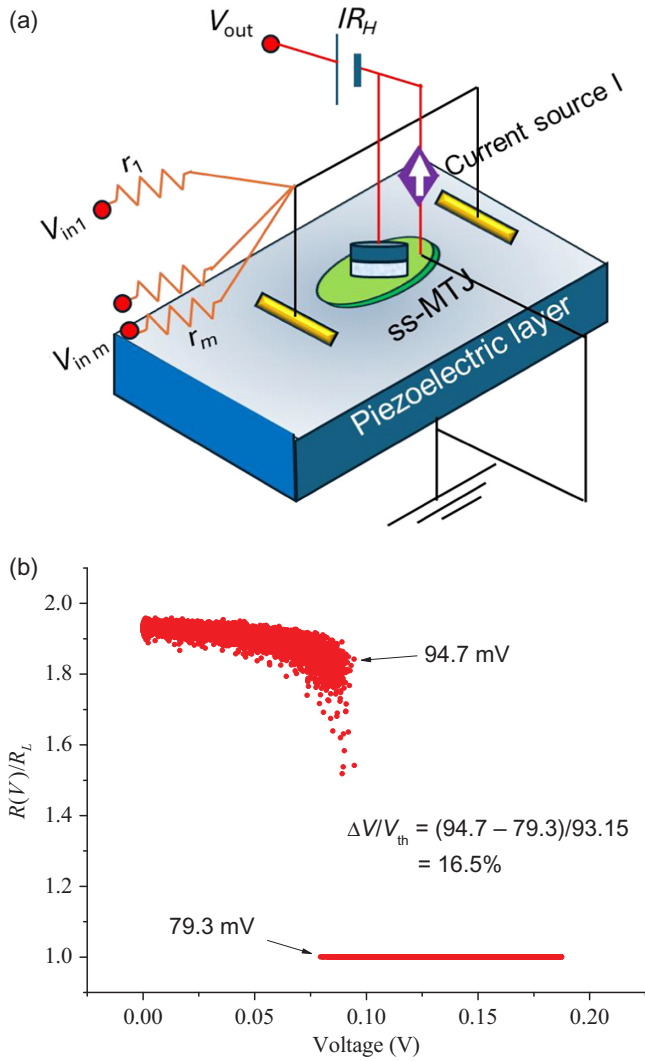 (a)
V_out
IR_H
Current source I
r_1
V_in1
r_m
V_in m
ss-MTJ
Piezoelectric layer
(b)
2.0
1.8
1.6
1.4
1.2
1.0
R(V)/R_L
94.7 mV
ΔV/V_th = (94.7 – 79.3)/93.15
= 16.5%
79.3 mV
0.00
0.05
0.10
0.15
0.20
Voltage (V)